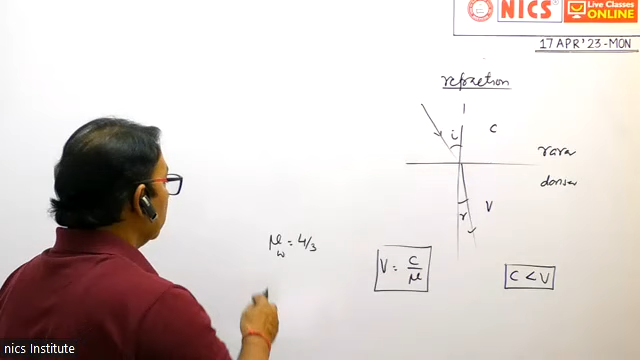 NICS
Live Classes
ONLINE
17 APR'23-MON
refraction
i
C
rarer
denser
r
V
μw = 4/3
V = C/μ
C < V
nics Institute